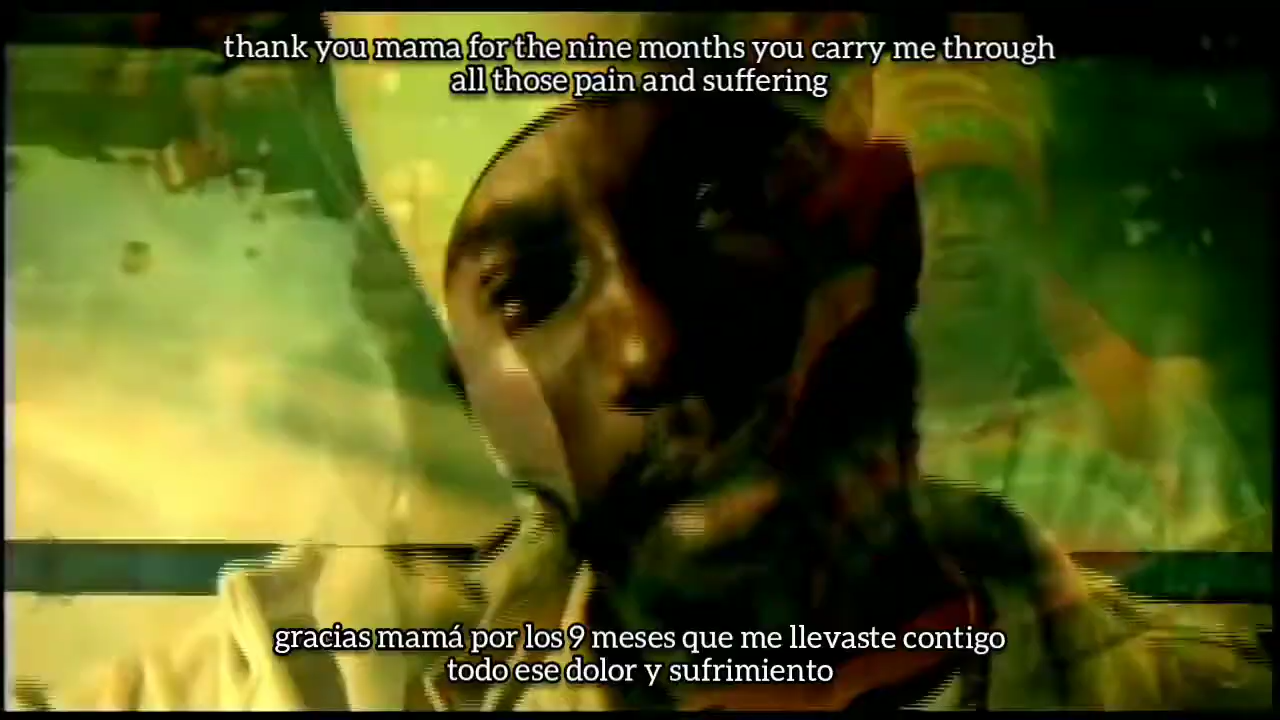 thank you mama for the nine months you carry me through
all those pain and suffering
gracias mamá por los 9 meses que me llevaste contigo
todo ese dolor y sufrimiento